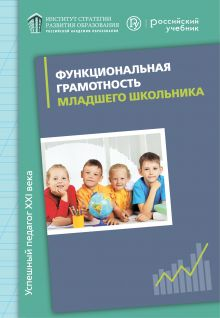 ИНСТИТУТ СТРАТЕГИИ
РАЗВИТИЯ ОБРАЗОВАНИЯ
РОССИЙСКОЙ АКАДЕМИИ ОБРАЗОВАНИЯ
российский
учебник
ФУНКЦИОНАЛЬНАЯ
ГРАМОТНОСТЬ
МЛАДШЕГО ШКОЛЬНИКА
Успешный педагог XXI века